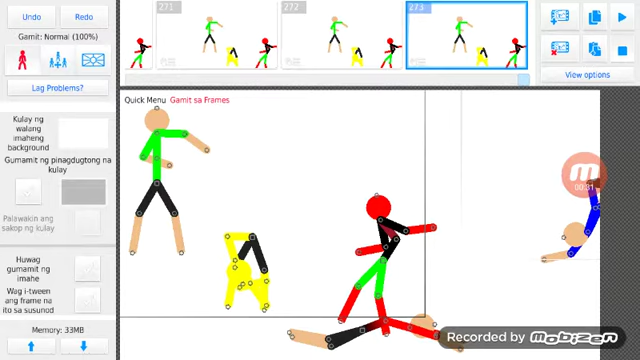 Undo Redo
Gamit: Normal (100%)
Lag Problems?
271 272 273
View options
Quick Menu Gamit sa Frames
Kulay ng
walang
imaheng
background
Gumamit ng pinagdugtong na
kulay
Palawakin ang
sakop ng kulay
Huwag
gumamit ng
imahe
Wag i-tween
ang frame na
ito sa susunod
Memory: 33MB
00:31
Recorded by Mobizen